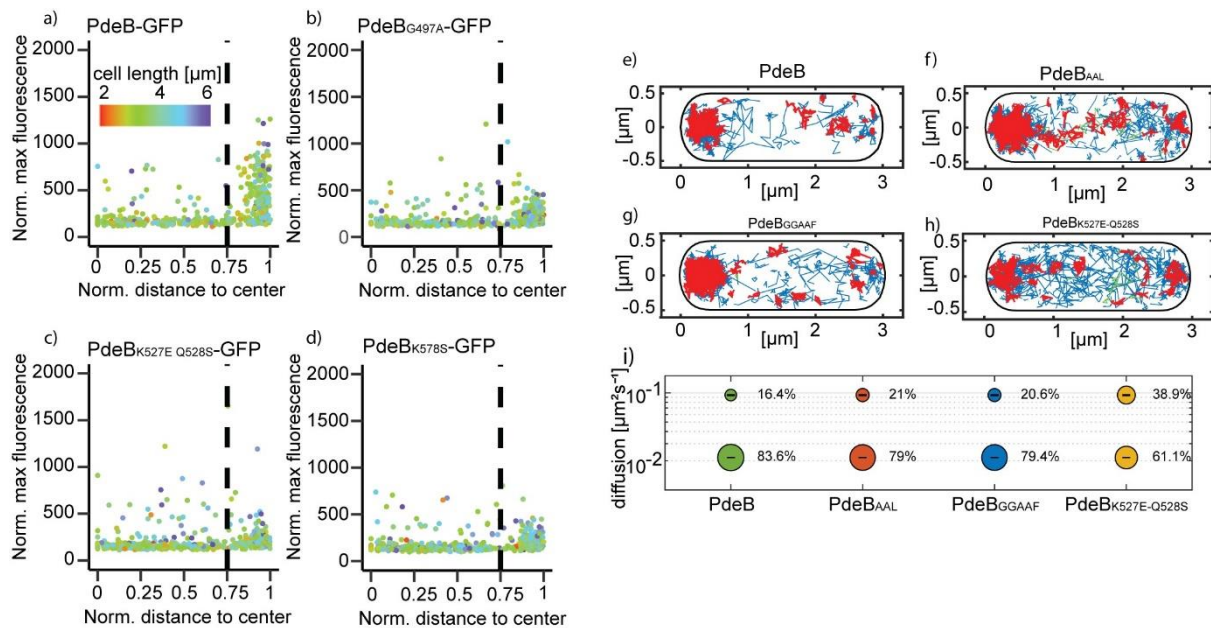 a)
PdeB-GFP
Norm. max fluorescence
2000
1500
1000
500
0
cell length [µm]
2 4 6
0 0.25 0.5 0.75 1
Norm. distance to center
b)
PdeBG497A-GFP
Norm. max fluorescence
2000
1500
1000
500
0
0 0.25 0.5 0.75 1
Norm. distance to center
c)
PdeBK527E Q528S-GFP
Norm. max fluorescence
2000
1500
1000
500
0
0 0.25 0.5 0.75 1
Norm. distance to center
d)
PdeBK578S-GFP
Norm. max fluorescence
2000
1500
1000
500
0
0 0.25 0.5 0.75 1
Norm. distance to center
e)
PdeB
[µm]
0.5
0
-0.5
0 1 2 3
[µm]
f)
PdeBAAL
[µm]
0.5
0
-0.5
0 1 2 3
[µm]
g)
PdeBGGAAF
[µm]
0.5
0
-0.5
0 1 2 3
[µm]
h)
PdeBK527E-Q528S
[µm]
0.5
0
-0.5
0 1 2 3
[µm]
i)
diffusion [µm²s⁻¹]
10⁻¹
10⁻²
16.4% 21% 20.6% 38.9%
83.6% 79% 79.4% 61.1%
PdeB PdeBAAL PdeBGGAAF PdeBK527E-Q528S